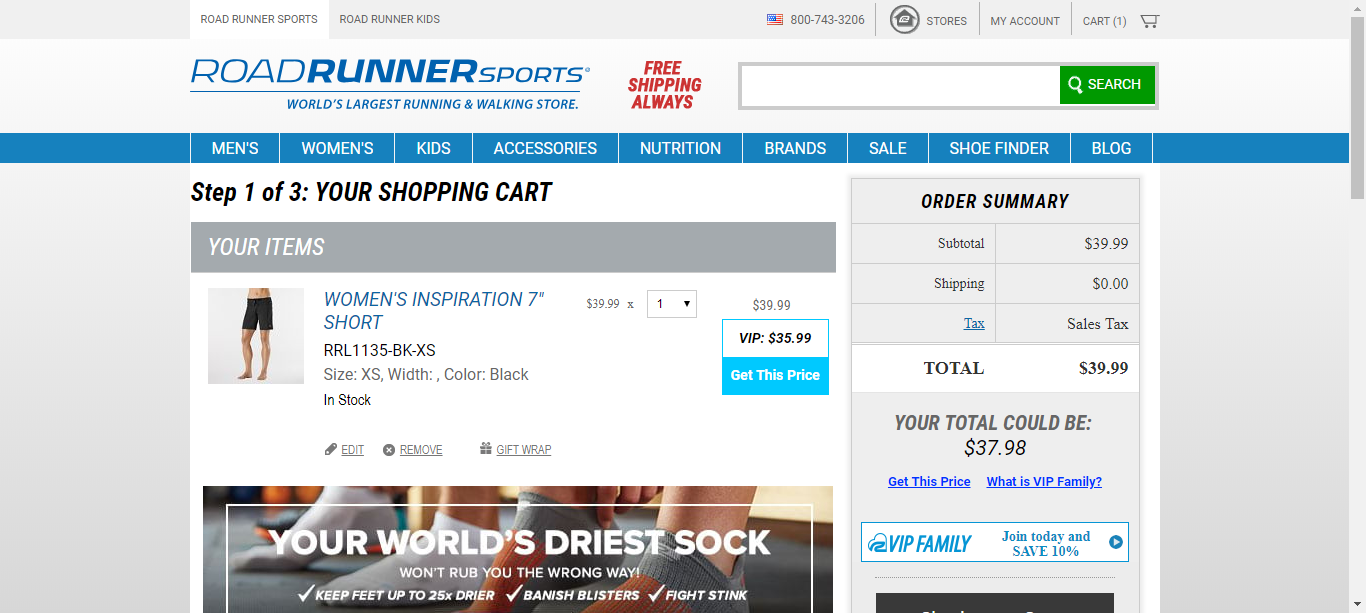 ROAD RUNNER SPORTS
ROAD RUNNER KIDS
800-743-3206
STORES
MY ACCOUNT
CART (1)
ROADRUNNERSPORTS®
WORLD'S LARGEST RUNNING & WALKING STORE.
FREE
SHIPPING
ALWAYS
SEARCH
MEN'S
WOMEN'S
KIDS
ACCESSORIES
NUTRITION
BRANDS
SALE
SHOE FINDER
BLOG
Step 1 of 3: YOUR SHOPPING CART
YOUR ITEMS
WOMEN'S INSPIRATION 7"
SHORT
RRL1135-BK-XS
Size: XS, Width: , Color: Black
In Stock
$39.99 x
1
$39.99
VIP: $35.99
Get This Price
EDIT
REMOVE
GIFT WRAP
YOUR WORLD'S DRIEST SOCK
WON'T RUB YOU THE WRONG WAY!
✓KEEP FEET UP TO 25x DRIER ✓BANISH BLISTERS ✓FIGHT STINK
ORDER SUMMARY
Subtotal $39.99
Shipping $0.00
Tax Sales Tax
TOTAL $39.99
YOUR TOTAL COULD BE:
$37.98
Get This Price What is VIP Family?
VIP FAMILY
Join today and
SAVE 10%